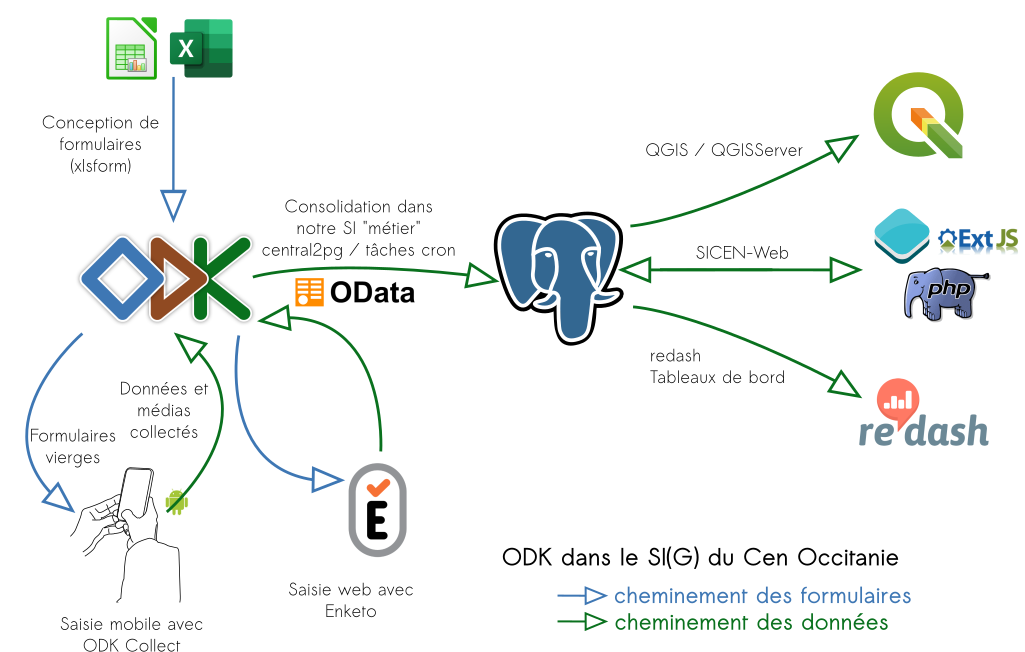 X
Conception de
formulaires
(xlsform)
ODK
Consolidation dans
notre SI "métier"
central2pg / tâches cron
OData
QGIS / QGISServer
SICEN-Web
Ext JS
php
redash
Tableaux de bord
re dash
Données et
médias
collectés
Formulaires
vierges
E
Saisie web avec
Enketo
Saisie mobile avec
ODK Collect
ODK dans le SI(G) du Cen Occitanie
cheminement des formulaires
cheminement des données